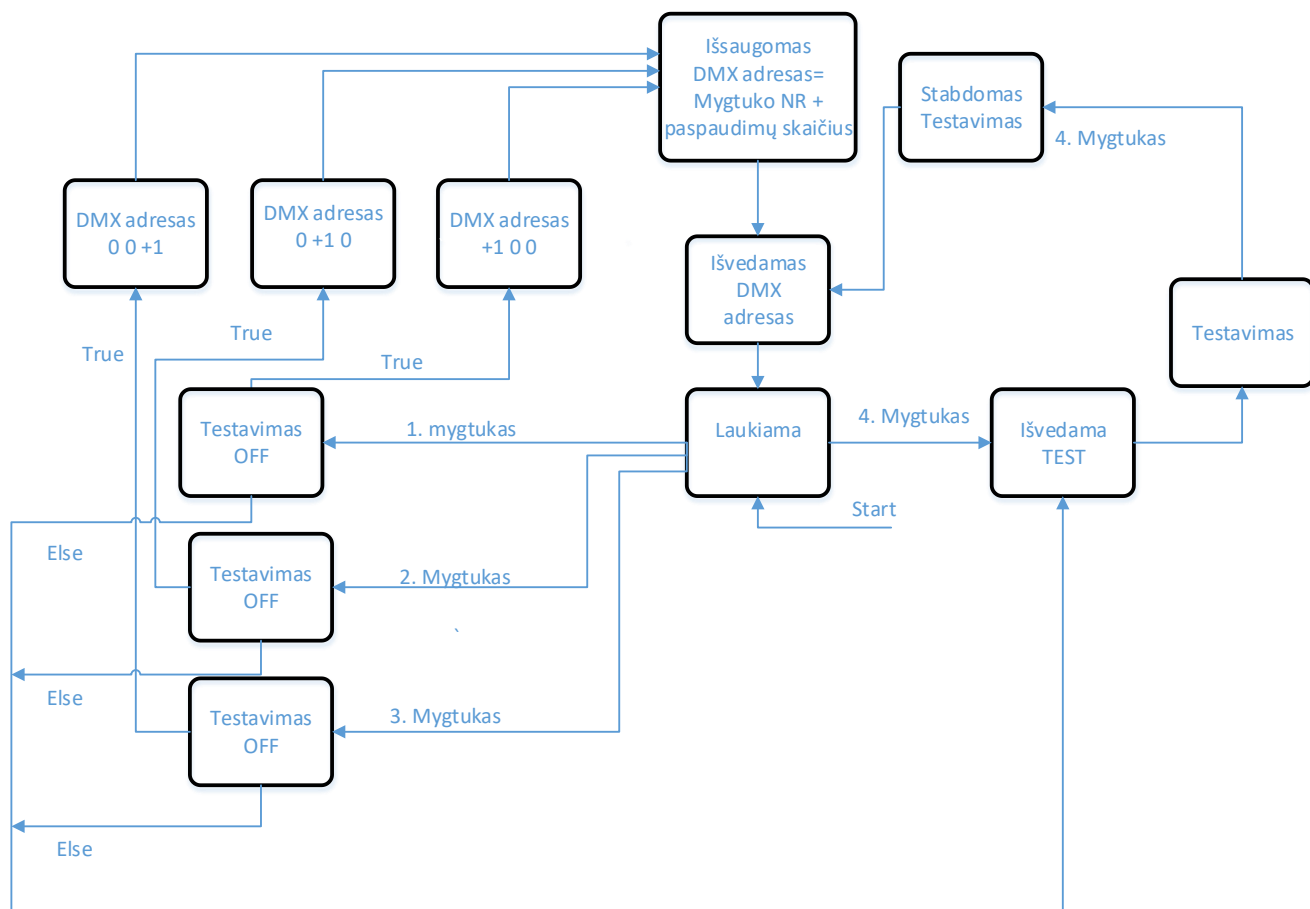 Išsaugomas
DMX adresas=
Mygtuko NR +
paspaudimų skaičius
Stabdomas
Testavimas
4. Mygtukas
DMX adresas
0 0 +1
DMX adresas
0 +1 0
DMX adresas
+1 0 0
Išvedamas
DMX
adresas
Testavimas
True
True
True
Testavimas
OFF
1. mygtukas
Laukiama
4. Mygtukas
Išvedama
TEST
Start
Else
Testavimas
OFF
2. Mygtukas
`
Else
Testavimas
OFF
3. Mygtukas
Else